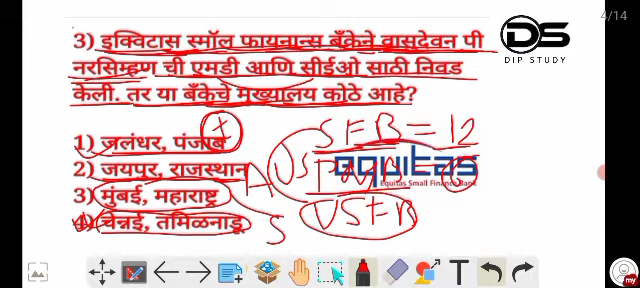 4/14
3) इक्विटास स्मॉल फायनान्स बँकेने वासुदेवन पी
नरसिम्हण ची एमडी आणि सीईओ साठी निवड
केली. तर या बँकेचे मुख्यालय कोठे आहे?
DS
DIP STUDY
1) जलंधर, पंजाब
2) जयपुर, राजस्थान
3) मुंबई, महाराष्ट्र
4) चेन्नई, तमिळनाडू
SFB = 12
equitas
Equitas Small Finance Bank
US
A
S
USFB
T
my